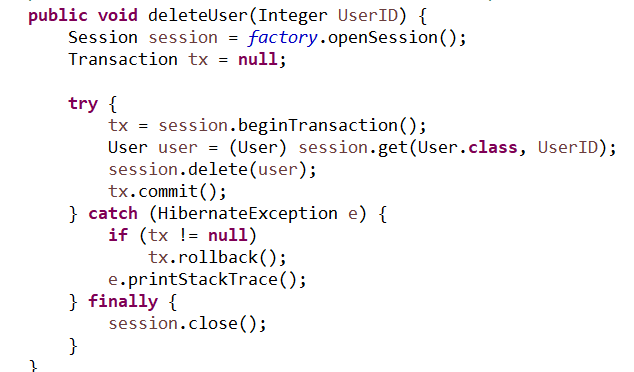 public void deleteUser(Integer UserID) {
    Session session = factory.openSession();
    Transaction tx = null;

    try {
        tx = session.beginTransaction();
        User user = (User) session.get(User.class, UserID);
        session.delete(user);
        tx.commit();
    } catch (HibernateException e) {
        if (tx != null)
            tx.rollback();
        e.printStackTrace();
    } finally {
        session.close();
    }
}